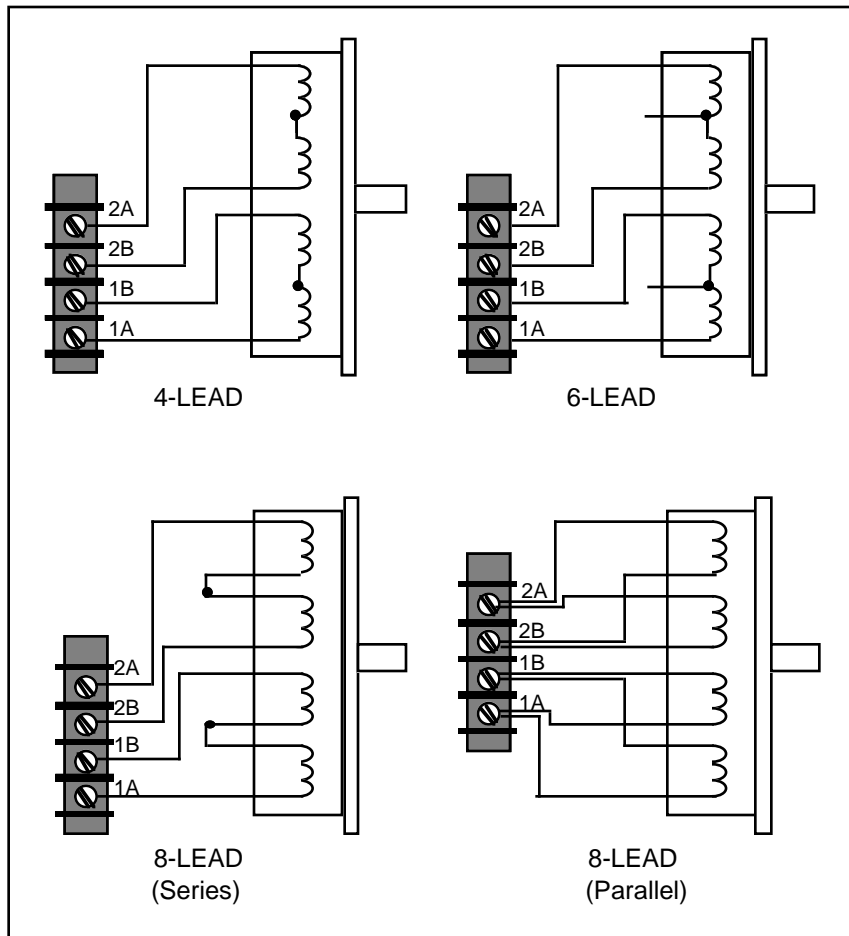 2A
2B
1B
1A
4-LEAD
2A
2B
1B
1A
6-LEAD
2A
2B
1B
1A
8-LEAD
(Series)
2A
2B
1B
1A
8-LEAD
(Parallel)